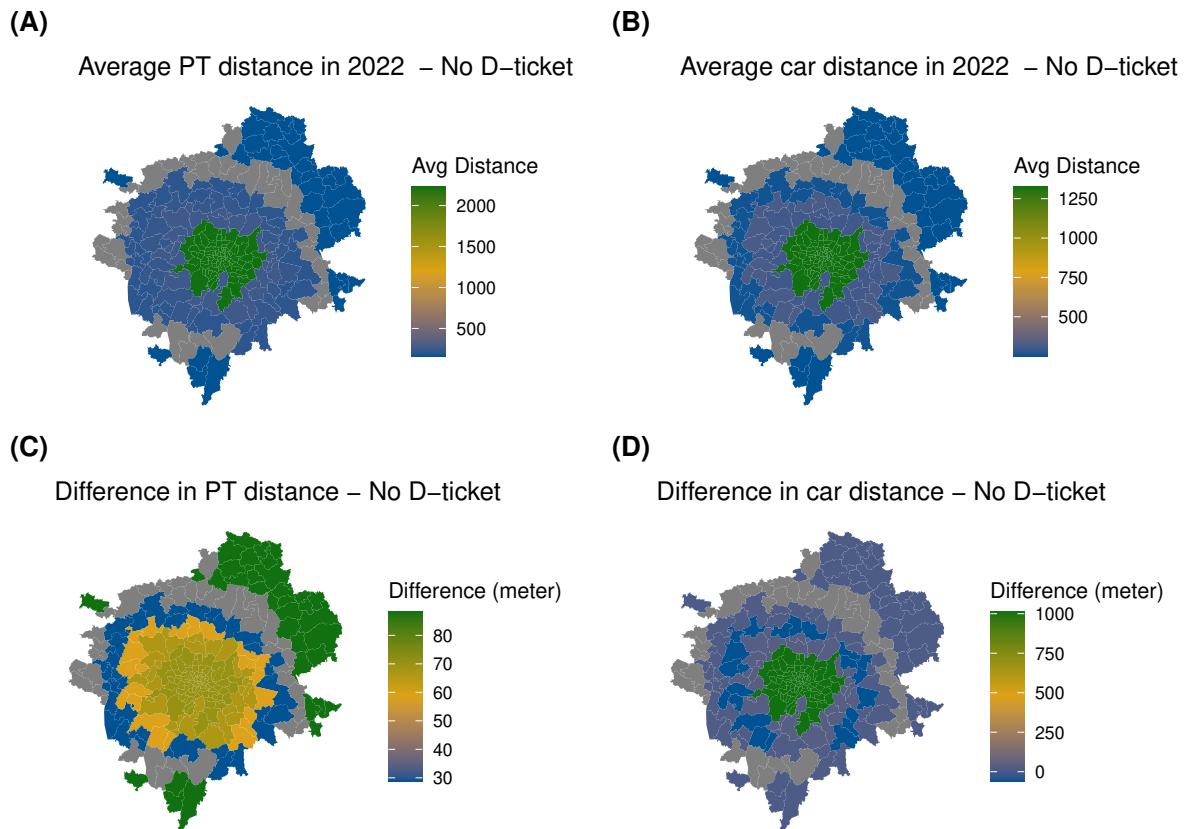 (A)
Average PT distance in 2022 − No D−ticket
Avg Distance
2000
1500
1000
500
(B)
Average car distance in 2022 − No D−ticket
Avg Distance
1250
1000
750
500
(C)
Difference in PT distance − No D−ticket
Difference (meter)
80
70
60
50
40
30
(D)
Difference in car distance − No D−ticket
Difference (meter)
1000
750
500
250
0